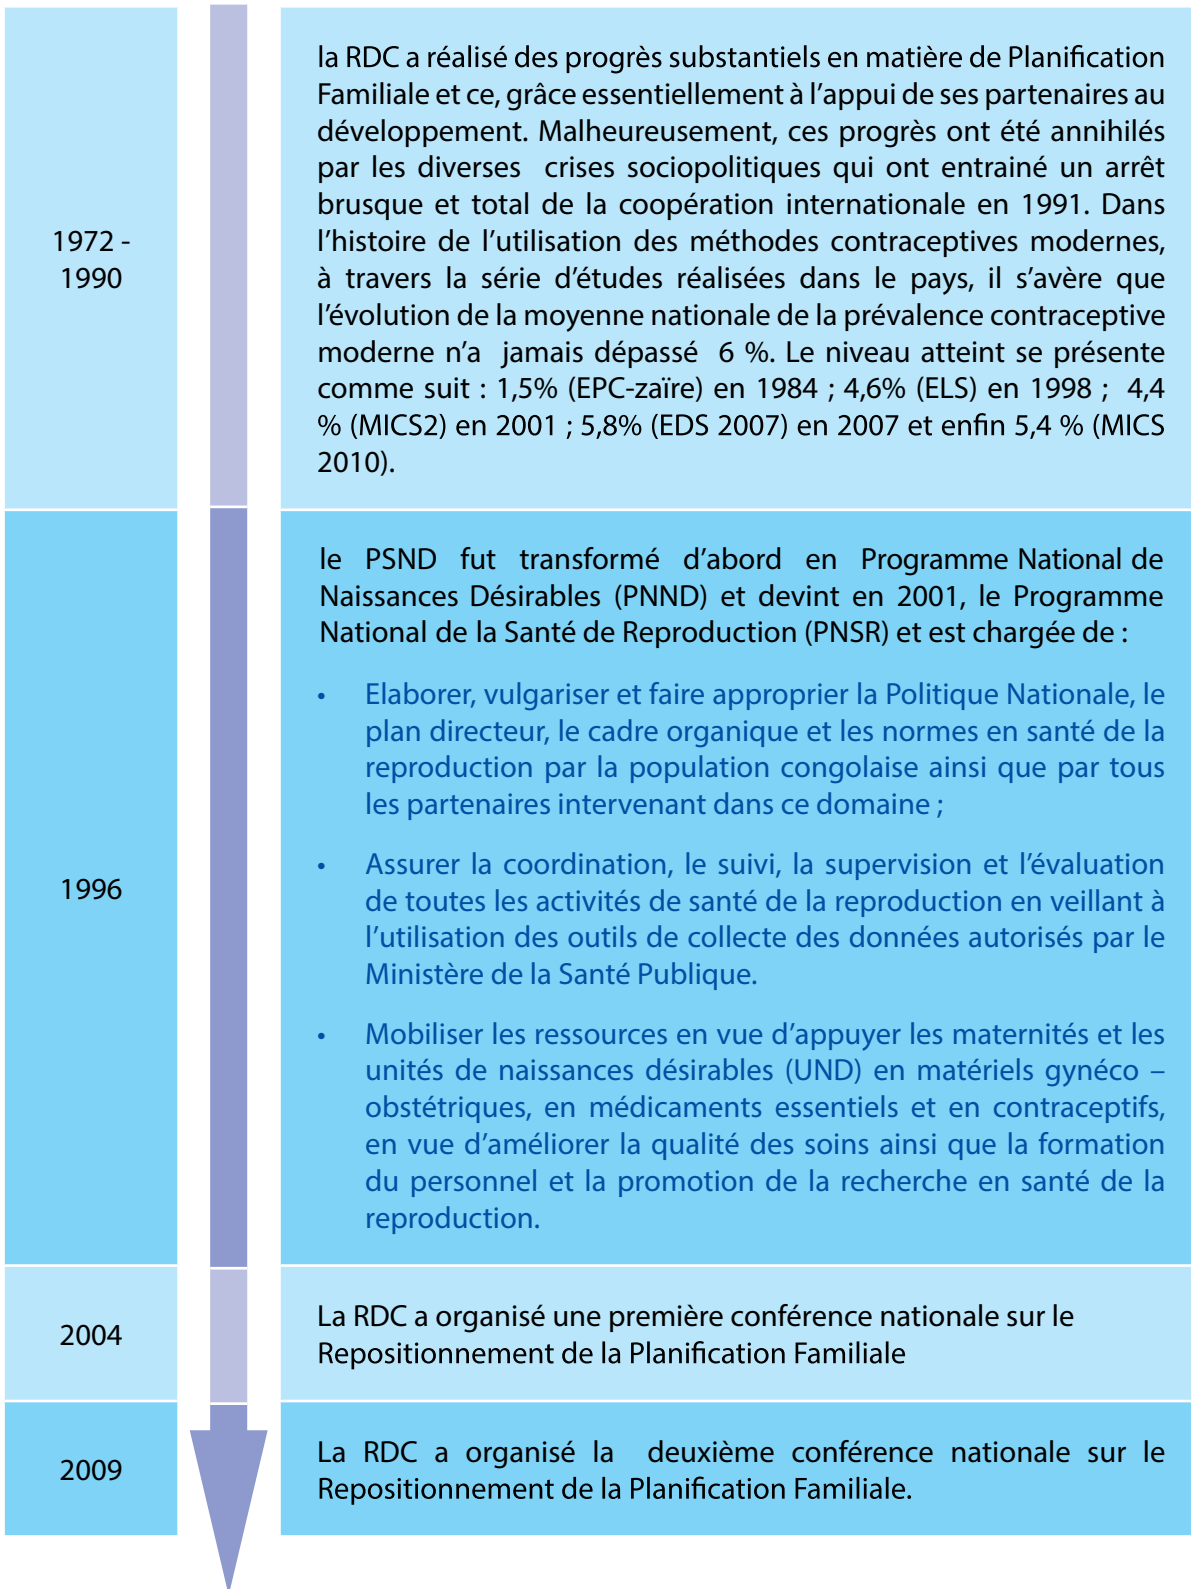 1972 -
1990
la RDC a réalisé des progrès substantiels en matière de Planification
Familiale et ce, grâce essentiellement à l'appui de ses partenaires au
développement. Malheureusement, ces progrès ont été annihilés
par les diverses crises sociopolitiques qui ont entrainé un arrêt
brusque et total de la coopération internationale en 1991. Dans
l'histoire de l'utilisation des méthodes contraceptives modernes,
à travers la série d'études réalisées dans le pays, il s'avère que
l'évolution de la moyenne nationale de la prévalence contraceptive
moderne n'a jamais dépassé 6 %. Le niveau atteint se présente
comme suit : 1,5% (EPC-zaïre) en 1984 ; 4,6% (ELS) en 1998 ; 4,4
% (MICS2) en 2001 ; 5,8% (EDS 2007) en 2007 et enfin 5,4 % (MICS
2010).
1996
le PSND fut transformé d'abord en Programme National de
Naissances Désirables (PNND) et devint en 2001, le Programme
National de la Santé de Reproduction (PNSR) et est chargée de :
• Elaborer, vulgariser et faire approprier la Politique Nationale, le
plan directeur, le cadre organique et les normes en santé de la
reproduction par la population congolaise ainsi que par tous
les partenaires intervenant dans ce domaine ;
• Assurer la coordination, le suivi, la supervision et l'évaluation
de toutes les activités de santé de la reproduction en veillant à
l'utilisation des outils de collecte des données autorisés par le
Ministère de la Santé Publique.
• Mobiliser les ressources en vue d'appuyer les maternités et les
unités de naissances désirables (UND) en matériels gynéco –
obstétriques, en médicaments essentiels et en contraceptifs,
en vue d'améliorer la qualité des soins ainsi que la formation
du personnel et la promotion de la recherche en santé de la
reproduction.
2004
La RDC a organisé une première conférence nationale sur le
Repositionnement de la Planification Familiale
2009
La RDC a organisé la deuxième conférence nationale sur le
Repositionnement de la Planification Familiale.